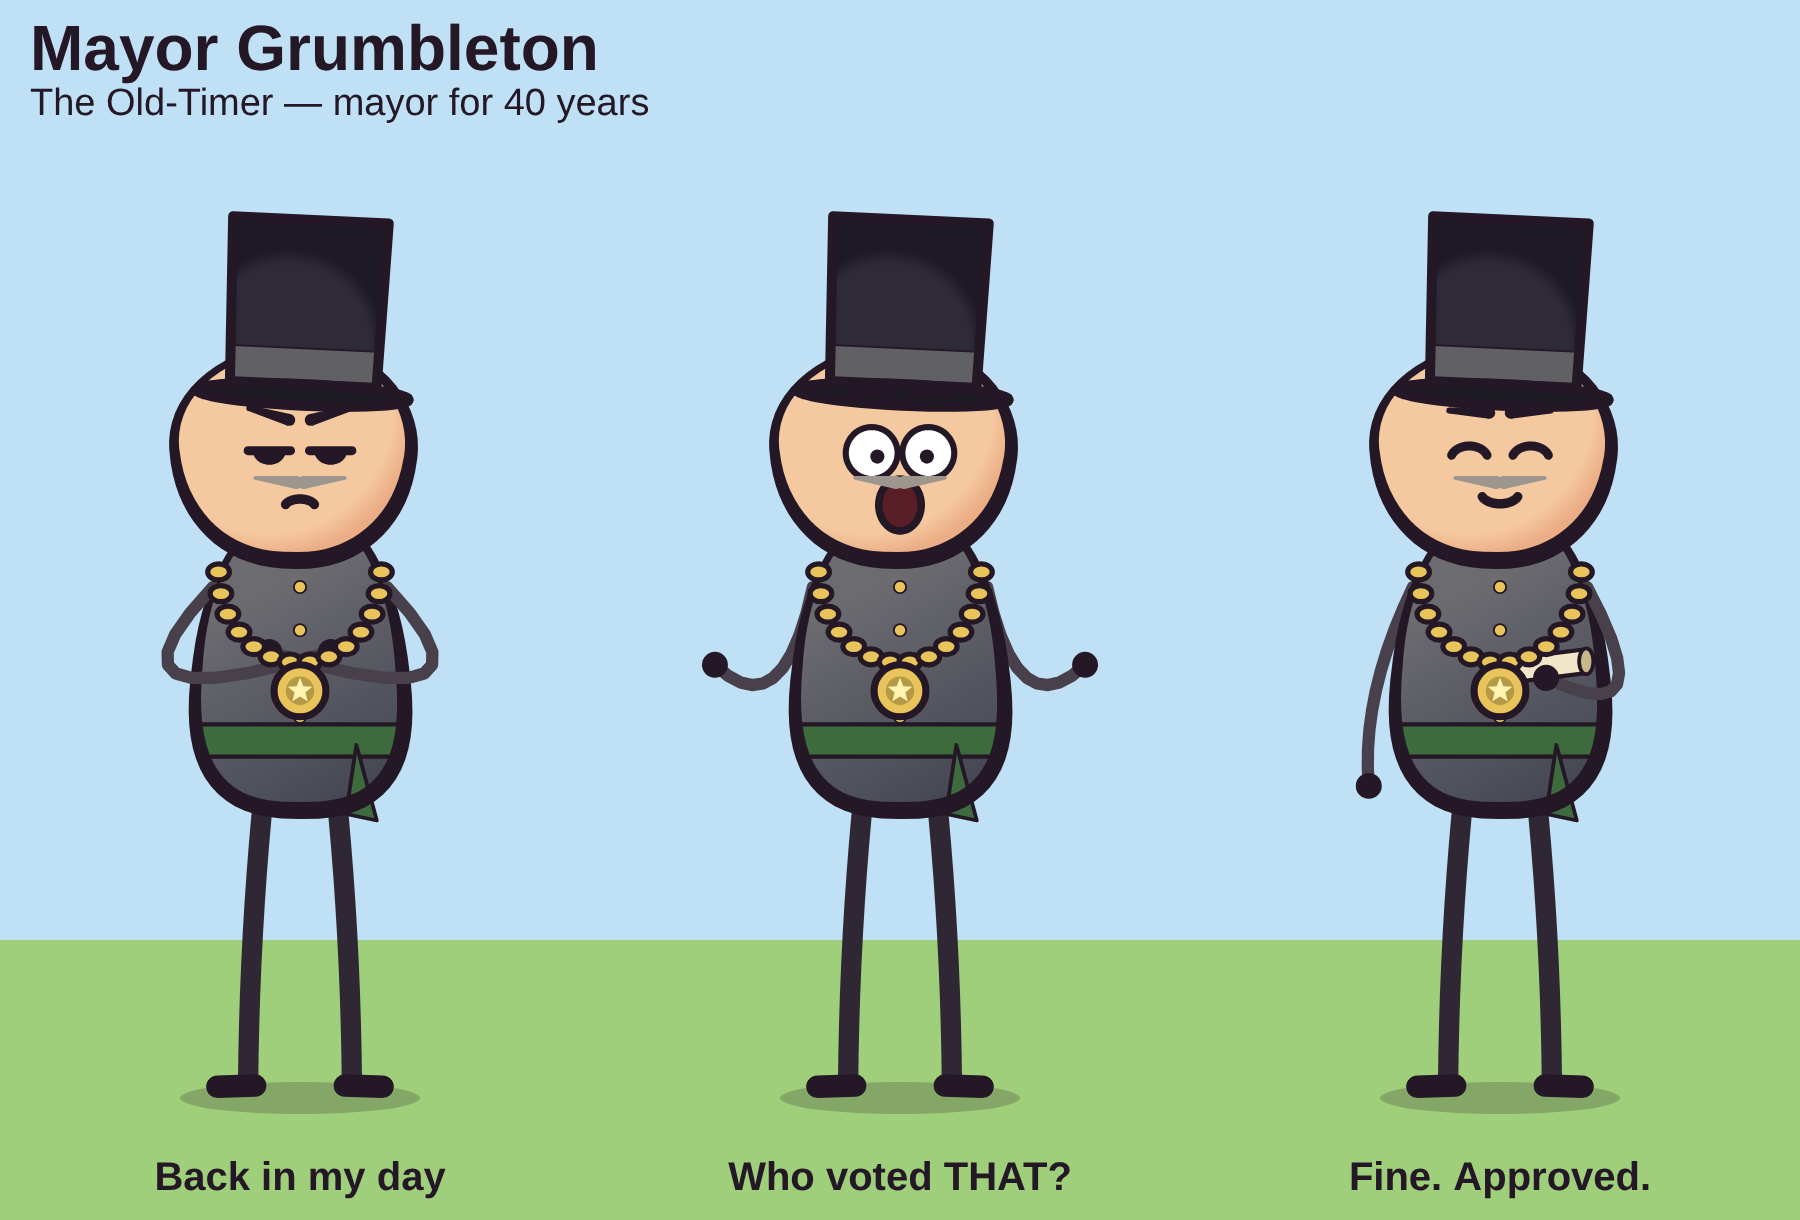 Mayor Grumbleton
The Old-Timer — mayor for 40 years
Back in my day
Who voted THAT?
Fine. Approved.